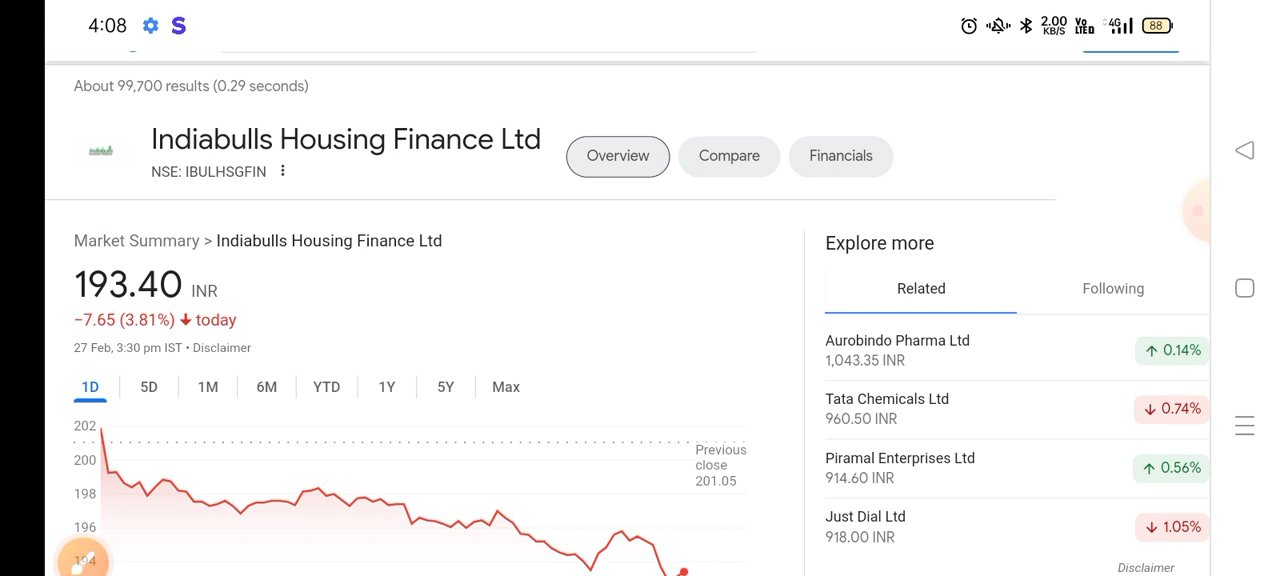 4:08
S
2.00
KB/S
Vo
LTED
4G
88
About 99,700 results (0.29 seconds)
Indiabulls Housing Finance Ltd
NSE: IBULHSGFIN
Overview
Compare
Financials
Market Summary > Indiabulls Housing Finance Ltd
193.40 INR
−7.65 (3.81%) ↓ today
27 Feb, 3:30 pm IST • Disclaimer
1D
5D
1M
6M
YTD
1Y
5Y
Max
202
200
198
196
194
Previous
close
201.05
Explore more
Related
Following
Aurobindo Pharma Ltd
1,043.35 INR
↑ 0.14%
Tata Chemicals Ltd
960.50 INR
↓ 0.74%
Piramal Enterprises Ltd
914.60 INR
↑ 0.56%
Just Dial Ltd
918.00 INR
↓ 1.05%
Disclaimer